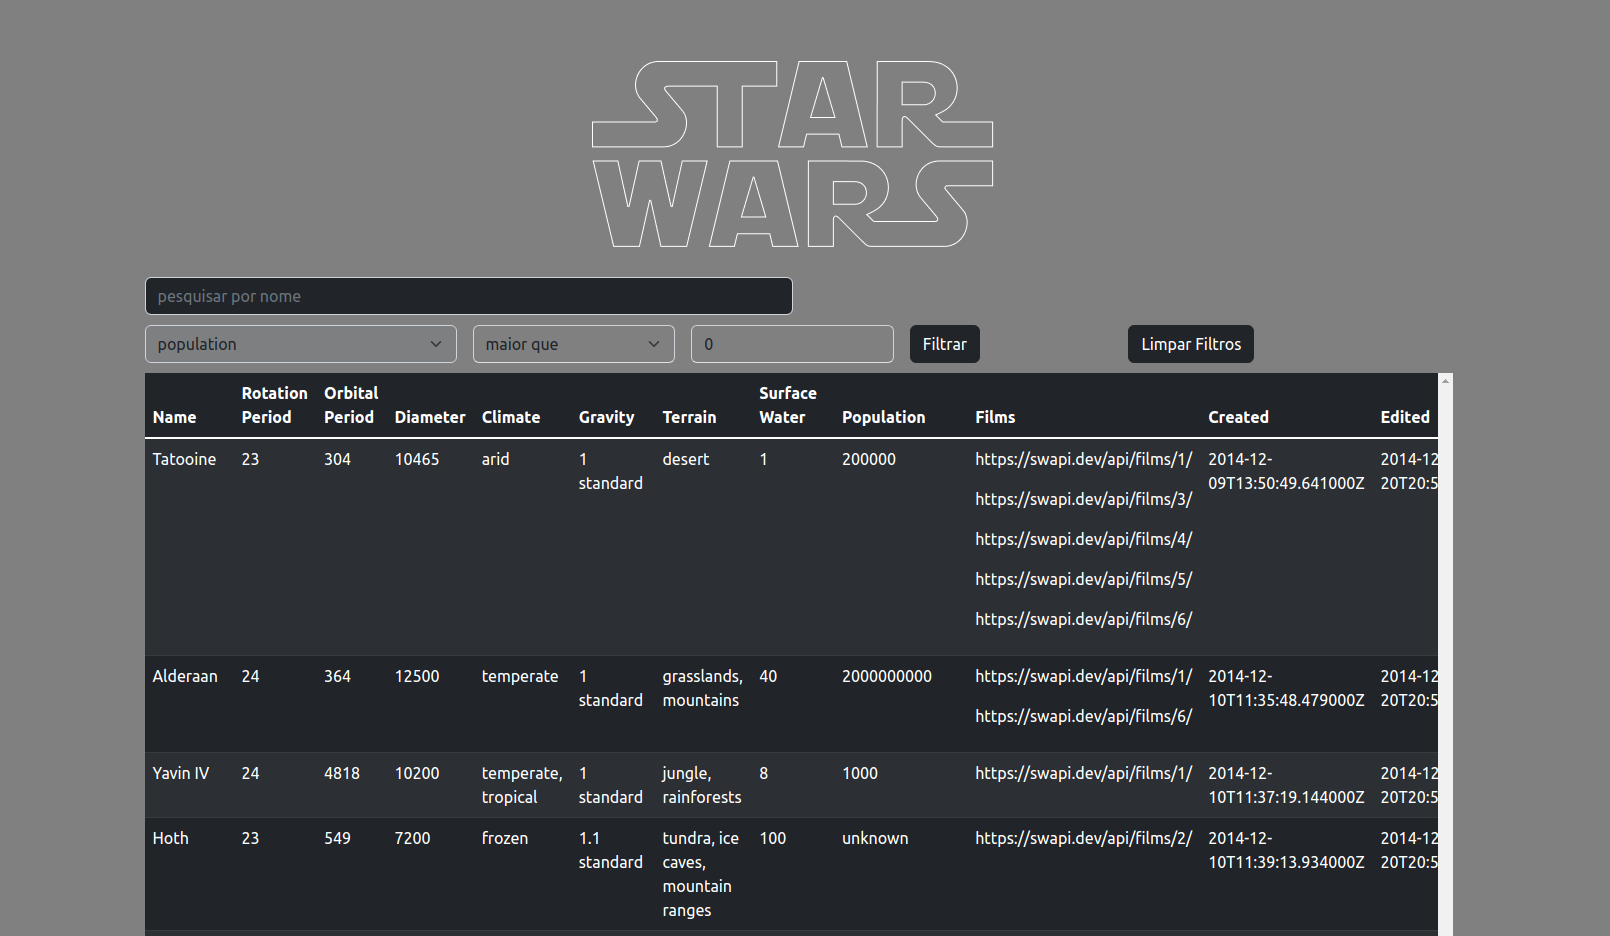 STAR
WARS
pesquisar por nome
population
maior que
0
Filtrar
Limpar Filtros
Name Rotation Period Orbital Period Diameter Climate Gravity Terrain Surface Water Population Films Created Edited
Tatooine 23 304 10465 arid 1 standard desert 1 200000 https://swapi.dev/api/films/1/ 2014-12-09T13:50:49.641000Z 2014-12
20T20:5
https://swapi.dev/api/films/3/
https://swapi.dev/api/films/4/
https://swapi.dev/api/films/5/
https://swapi.dev/api/films/6/
Alderaan 24 364 12500 temperate 1 standard grasslands, mountains 40 2000000000 https://swapi.dev/api/films/1/ 2014-12-10T11:35:48.479000Z 2014-12
20T20:5
https://swapi.dev/api/films/6/
Yavin IV 24 4818 10200 temperate, tropical 1 standard jungle, rainforests 8 1000 https://swapi.dev/api/films/1/ 2014-12-10T11:37:19.144000Z 2014-12
20T20:5
Hoth 23 549 7200 frozen 1.1 standard tundra, ice caves, mountain ranges 100 unknown https://swapi.dev/api/films/2/ 2014-12-10T11:39:13.934000Z 2014-12
20T20:5